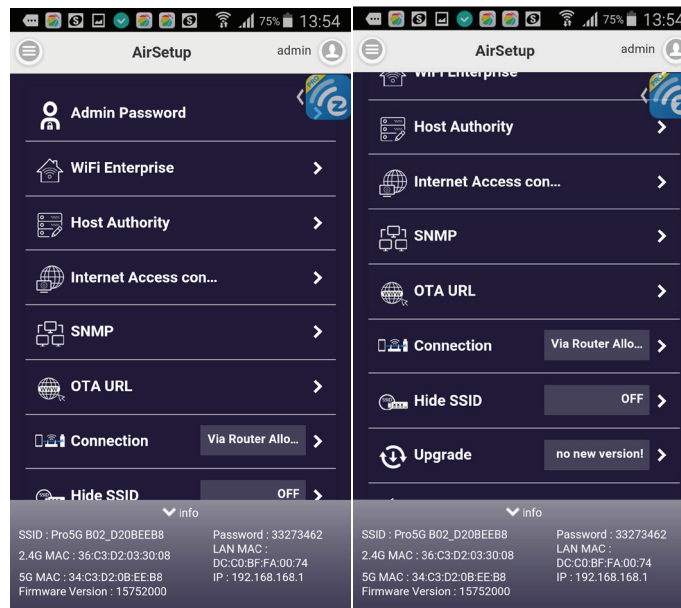 75% 13:54
AirSetup admin
Admin Password
WiFi Enterprise
Host Authority
Internet Access con...
SNMP
OTA URL
Connection Via Router Allo...
Hide SSID OFF
info
SSID : Pro5G B02_D20BEEB8 Password : 33273462
2.4G MAC : 36:C3:D2:03:30:08 LAN MAC :
DC:C0:BF:FA:00:74
5G MAC : 34:C3:D2:0B:EE:B8 IP : 192.168.168.1
Firmware Version : 15752000
75% 13:54
AirSetup admin
WiFi Enterprise
Host Authority
Internet Access con...
SNMP
OTA URL
Connection Via Router Allo...
Hide SSID OFF
Upgrade no new version!
info
SSID : Pro5G B02_D20BEEB8 Password : 33273462
2.4G MAC : 36:C3:D2:03:30:08 LAN MAC :
DC:C0:BF:FA:00:74
5G MAC : 34:C3:D2:0B:EE:B8 IP : 192.168.168.1
Firmware Version : 15752000